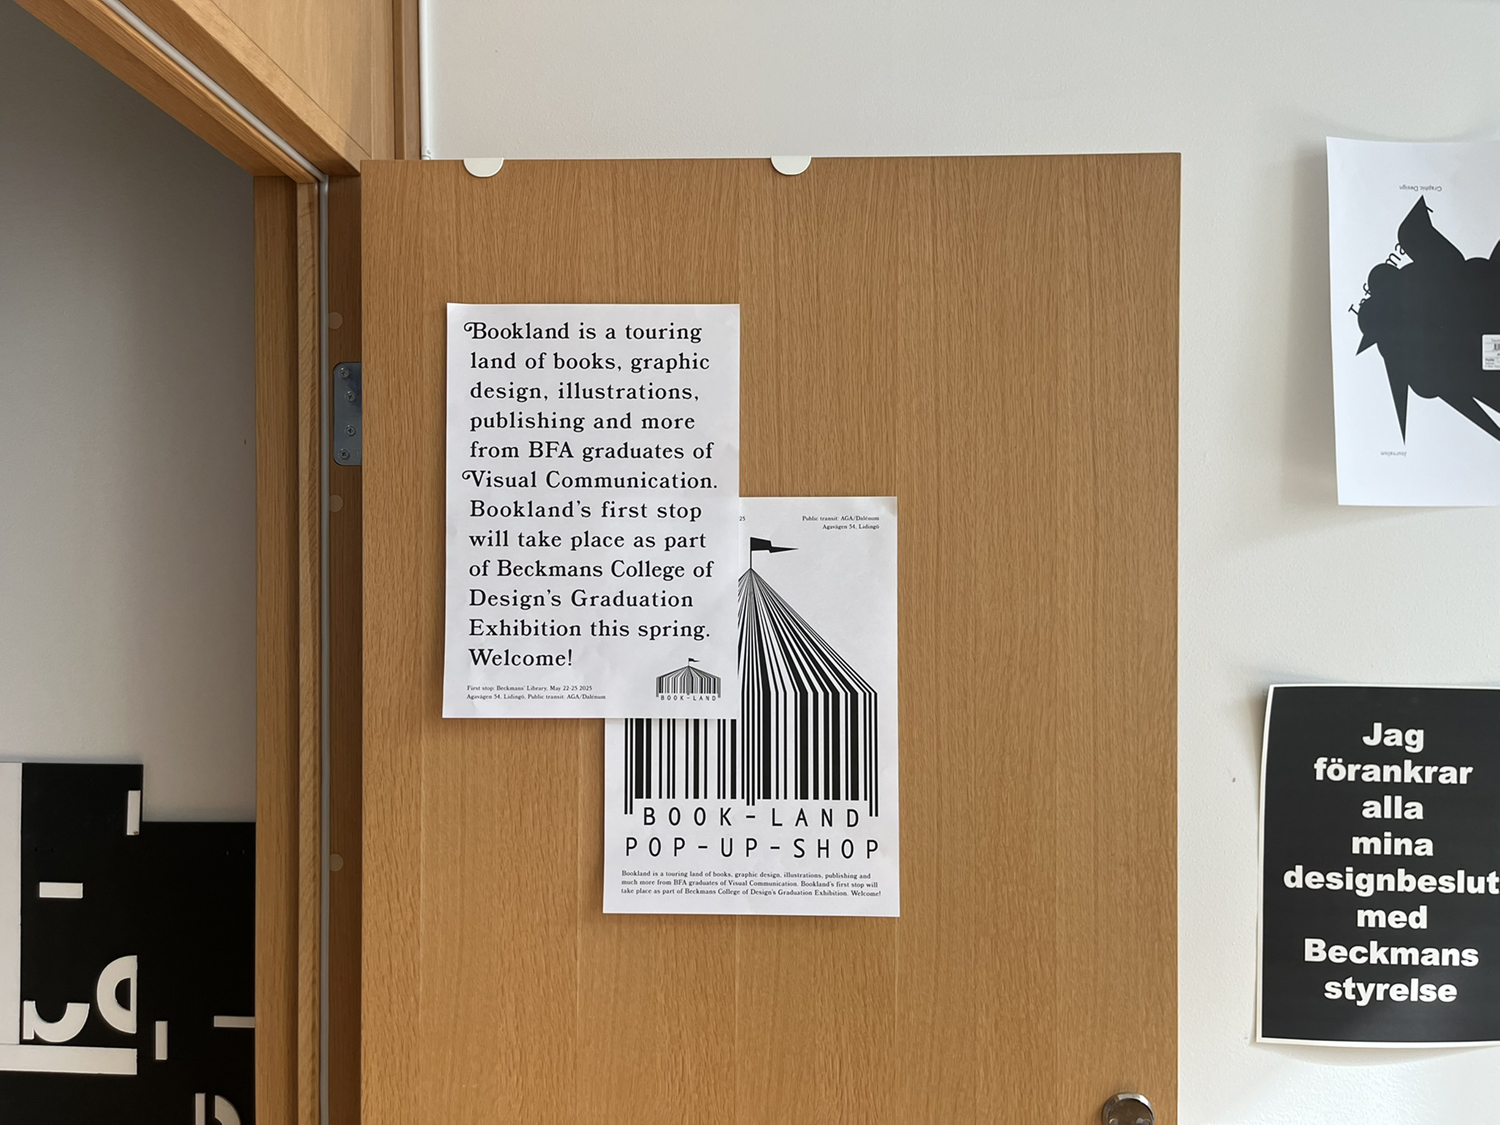 Bookland is a touring
land of books, graphic
design, illustrations,
publishing and more
from BFA graduates of
Visual Communication.
Bookland's first stop
will take place as part
of Beckmans College of
Design's Graduation
Exhibition this spring.
Welcome!
First stop: Beckmans' Library, May 22-25 2025
Agavägen 54, Lidingö, Public transit: AGA/Dalénum
BOOK-LAND
25
Public transit: AGA/Dalénum
Agavägen 54, Lidingö
BOOK-LAND
POP-UP-SHOP
Bookland is a touring land of books, graphic design, illustrations, publishing and
much more from BFA graduates of Visual Communication. Bookland's first stop will
take place as part of Beckmans College of Design's Graduation Exhibition. Welcome!
Graphic Design
Journalism
Jag
förankrar
alla
mina
designbeslut
med
Beckmans
styrelse